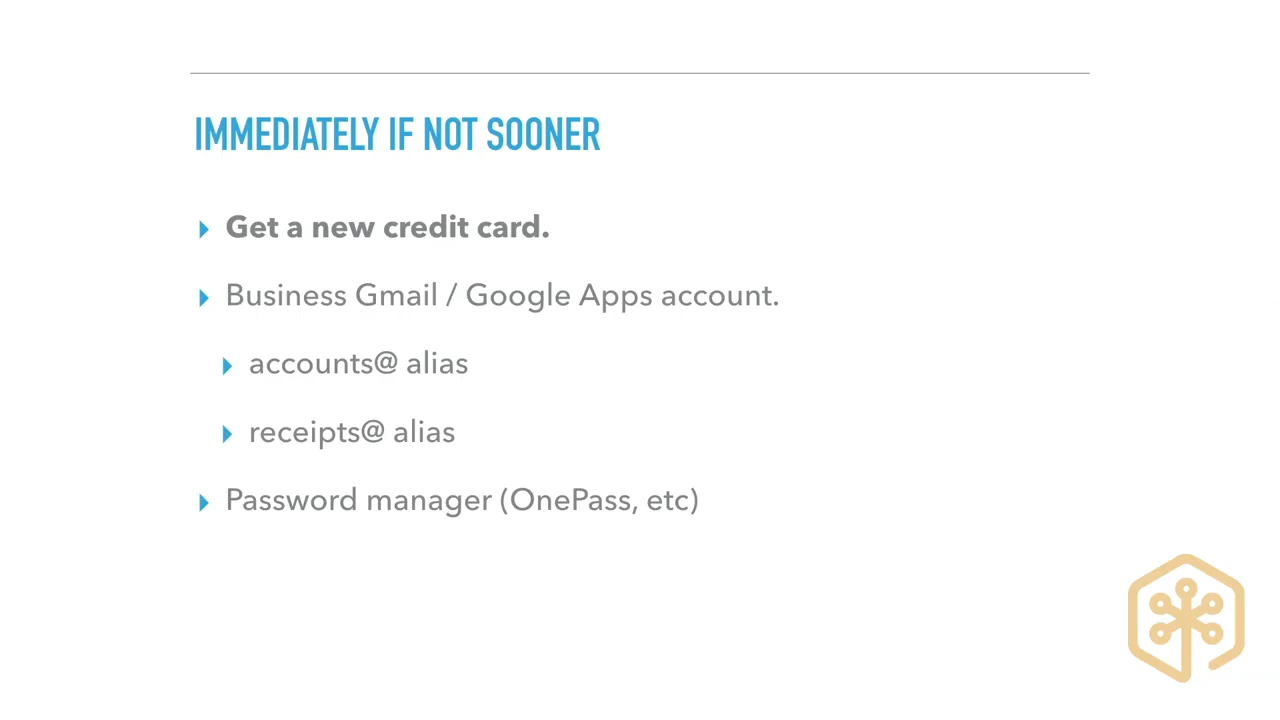 IMMEDIATELY IF NOT SOONER
Get a new credit card.
Business Gmail / Google Apps account.
accounts@ alias
receipts@ alias
Password manager (OnePass, etc)